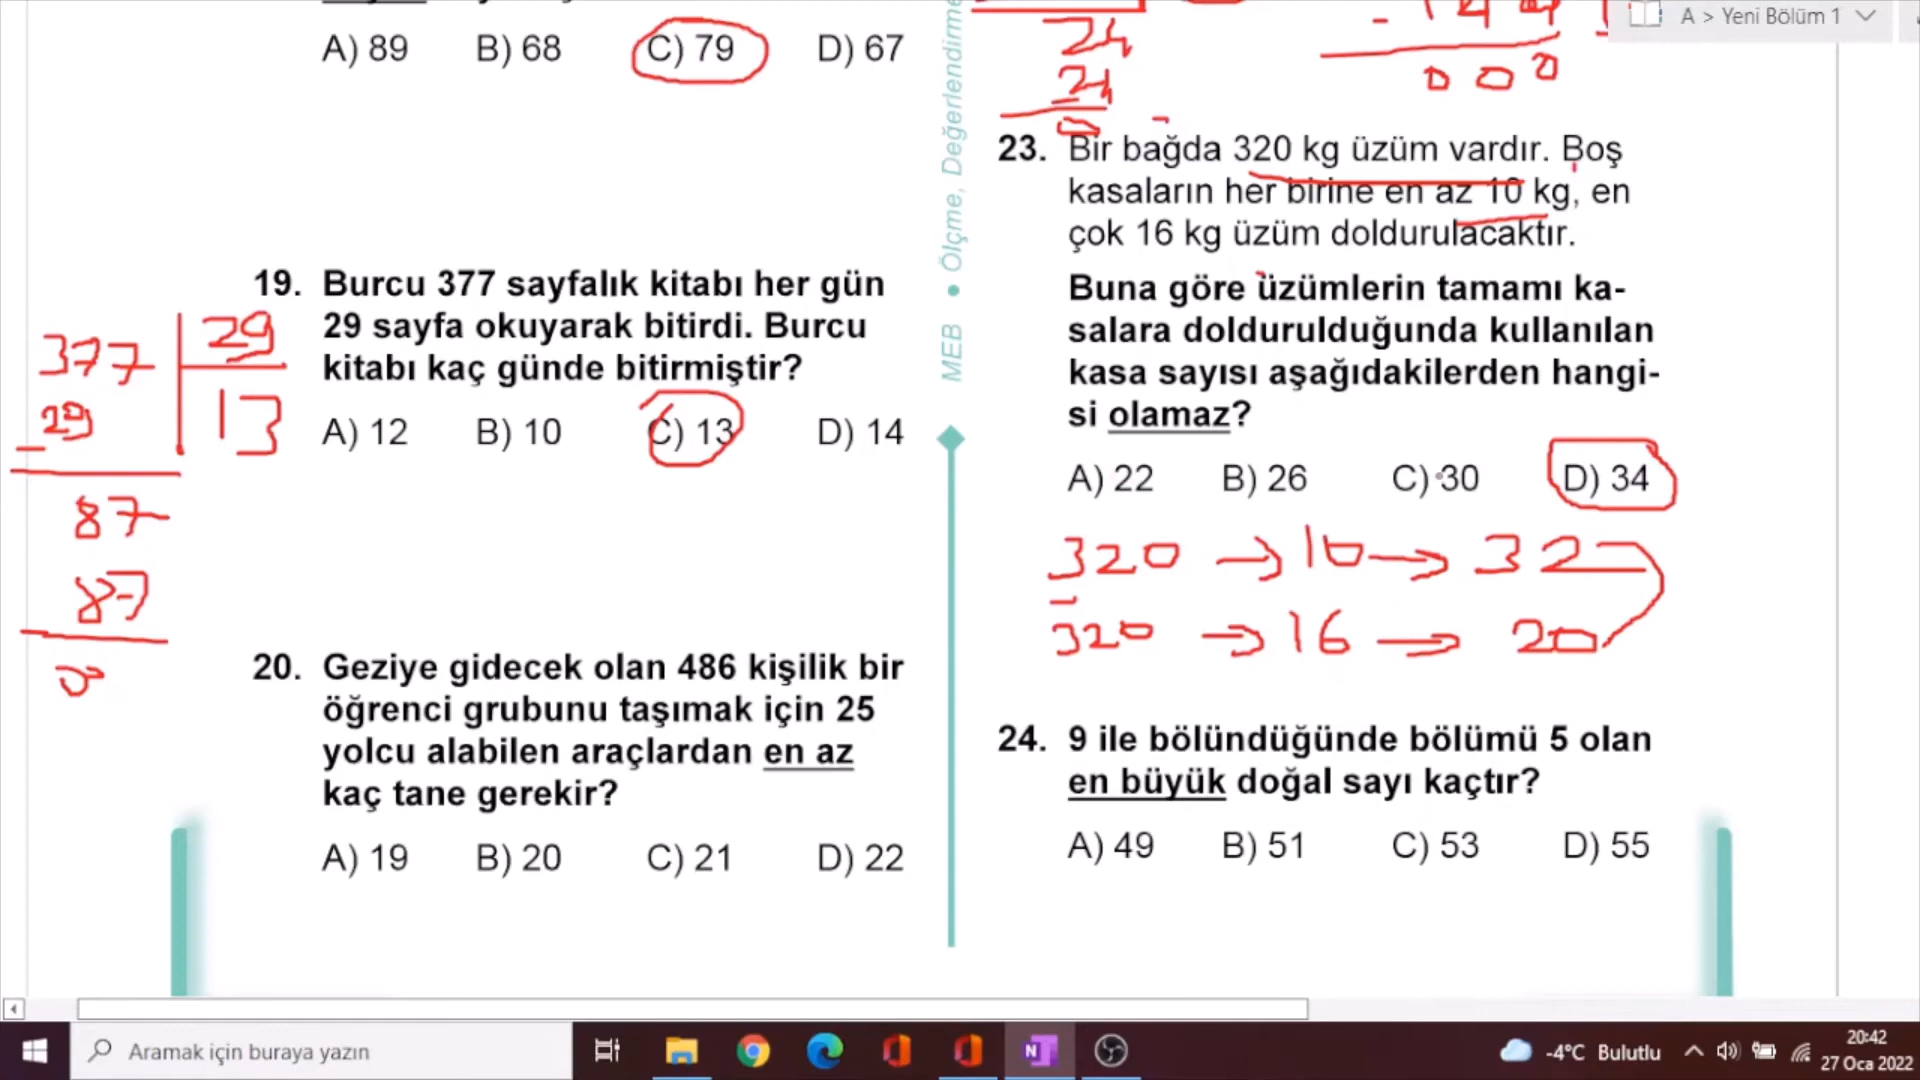 A) 89 B) 68 C) 79 D) 67
19. Burcu 377 sayfalık kitabı her gün
29 sayfa okuyarak bitirdi. Burcu
kitabı kaç günde bitirmiştir?
A) 12 B) 10 C) 13 D) 14
377 29
- 29 13
87
87
00
20. Geziye gidecek olan 486 kişilik bir
öğrenci grubunu taşımak için 25
yolcu alabilen araçlardan en az
kaç tane gerekir?
A) 19 B) 20 C) 21 D) 22
MEB • Ölçme, Değerlendirme
24
24
0
000
A > Yeni Bölüm 1
23. Bir bağda 320 kg üzüm vardır. Boş
kasaların her birine en az 10 kg, en
çok 16 kg üzüm doldurulacaktır.
Buna göre üzümlerin tamamı ka-
salara doldurulduğunda kullanılan
kasa sayısı aşağıdakilerden hangi-
si olamaz?
A) 22 B) 26 C) 30 D) 34
320 → 10 → 32
320 → 16 → 20
24. 9 ile bölündüğünde bölümü 5 olan
en büyük doğal sayı kaçtır?
A) 49 B) 51 C) 53 D) 55
Aramak için buraya yazın
-4°C Bulutlu
20:42
27 Oca 2022